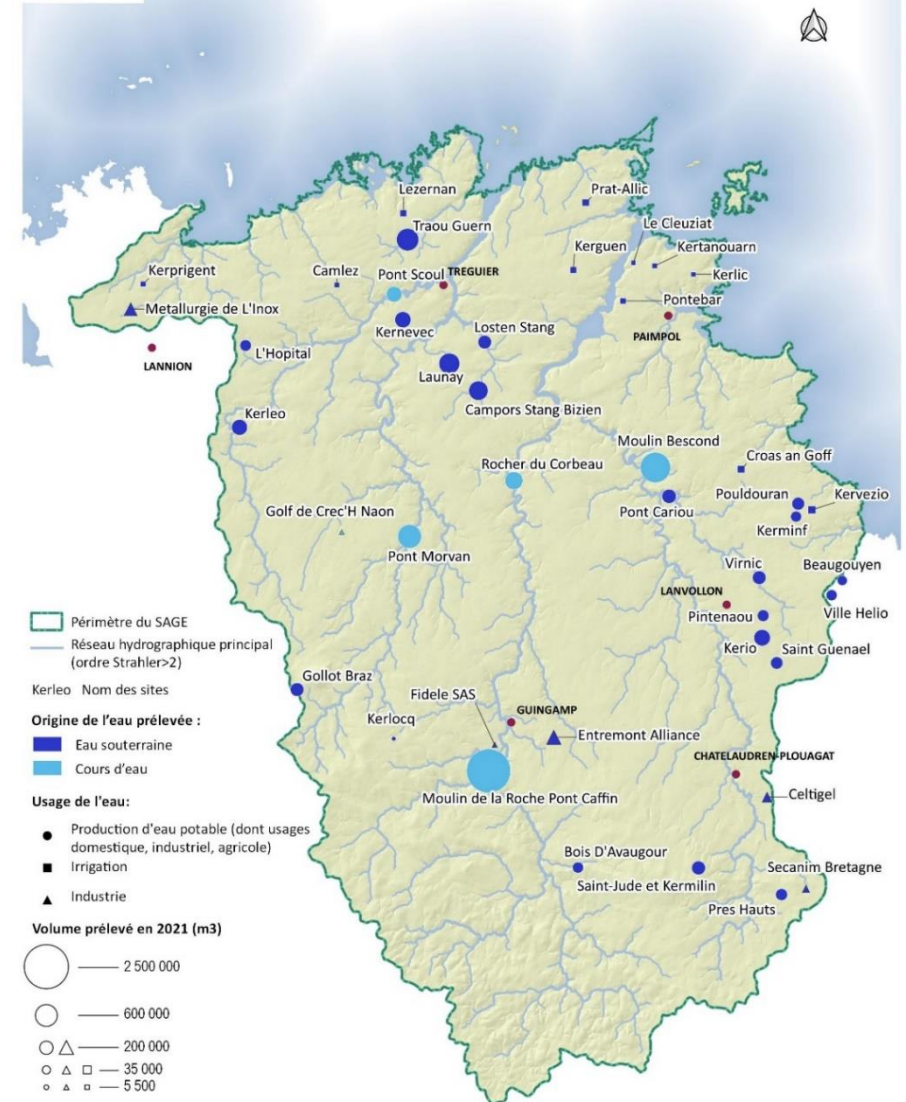 Lezernan
Prat-Allic
Traou Guern
Le Cleuziat
Kerguen
Kertanouarn
Kerprigent
Camlez
Pont Scoul
TREGUIER
Kerlic
Metallurgie de L'Inox
Pontebar
Kernevec
Losten Stang
PAIMPOL
L'Hopital
LANNION
Launay
Campors Stang Bizien
Kerleo
Moulin Bescond
Rocher du Corbeau
Croas an Goff
Pouldouran
Kervezio
Golf de Crec'H Naon
Pont Cariou
Kerminf
Pont Morvan
Virnic
Beaugouyen
LANVOLLON
Ville Helio
Pintenaou
Kerio
Saint Guenael
Gollot Braz
Fidele SAS
Kerlocq
GUINGAMP
Entremont Alliance
CHATELAUDREN-PLOUAGAT
Moulin de la Roche Pont Caffin
Celtigel
Bois D'Avaugour
Secanim Bretagne
Saint-Jude et Kermilin
Pres Hauts
Périmètre du SAGE
Réseau hydrographique principal
(ordre Strahler>2)
Kerleo Nom des sites
Origine de l'eau prélevée :
Eau souterraine
Cours d'eau
Usage de l'eau:
Production d'eau potable (dont usages
domestique, industriel, agricole)
Irrigation
Industrie
Volume prélevé en 2021 (m3)
2 500 000
600 000
200 000
35 000
5 500